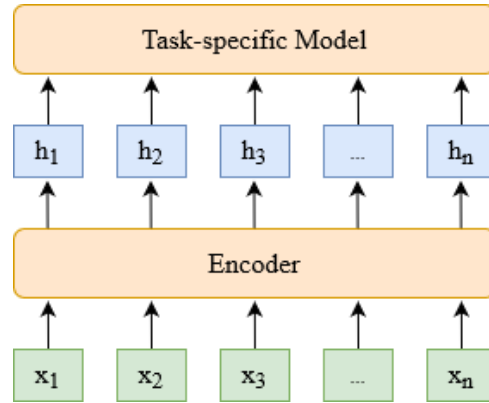 Task-specific Model
h₁ h₂ h₃ ... hₙ
Encoder
x₁ x₂ x₃ ... xₙ